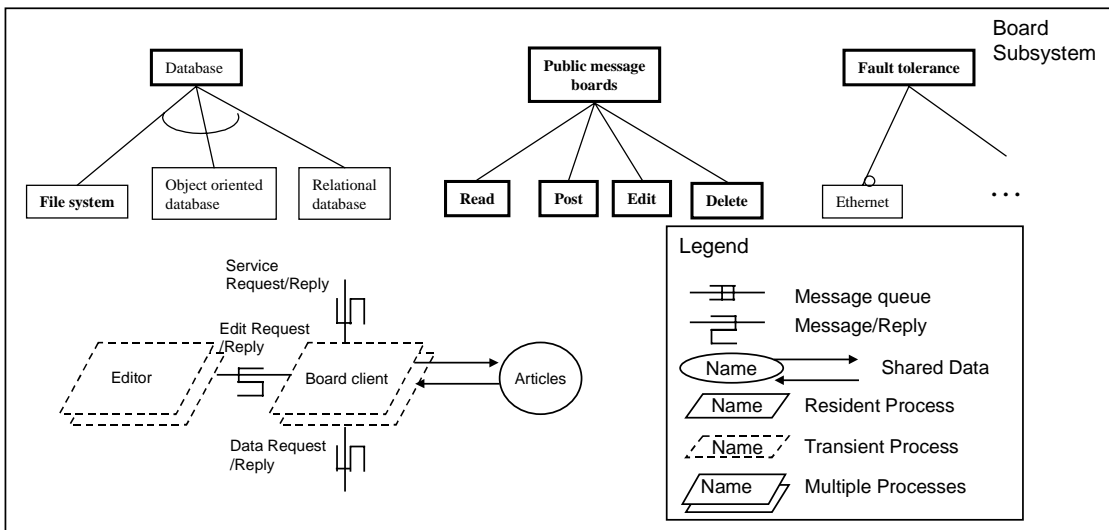 Board
Subsystem
Database
Public message
boards
Fault tolerance
File system
Object oriented
database
Relational
database
Read
Post
Edit
Delete
Ethernet
...
Service
Request/Reply
Edit Request
/Reply
Editor
Board client
Articles
Data Request
/Reply
Legend
Message queue
Message/Reply
Name
Shared Data
Name
Resident Process
Name
Transient Process
Name
Multiple Processes